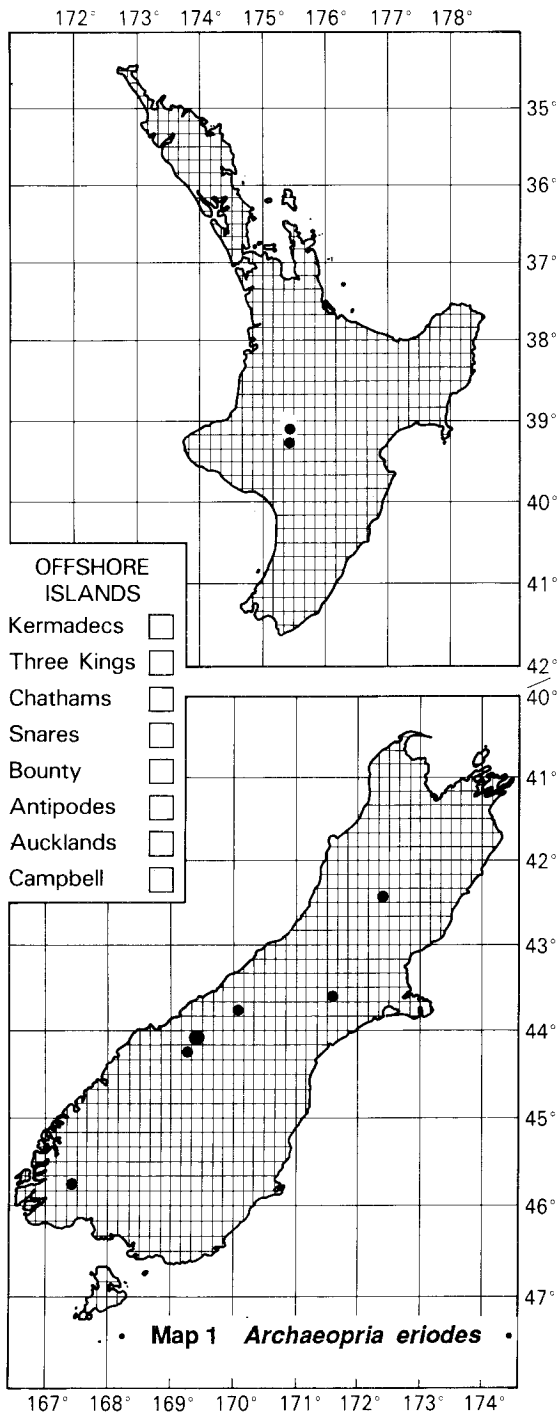 172° 173° 174° 175° 176° 177° 178°
35°
36°
37°
38°
39°
40°
41°
42°
OFFSHORE
ISLANDS
Kermadecs
Three Kings
Chathams
Snares
Bounty
Antipodes
Aucklands
Campbell
40°
41°
42°
43°
44°
45°
46°
47°
• Map 1 Archaeopria eriodes •
167° 168° 169° 170° 171° 172° 173° 174°